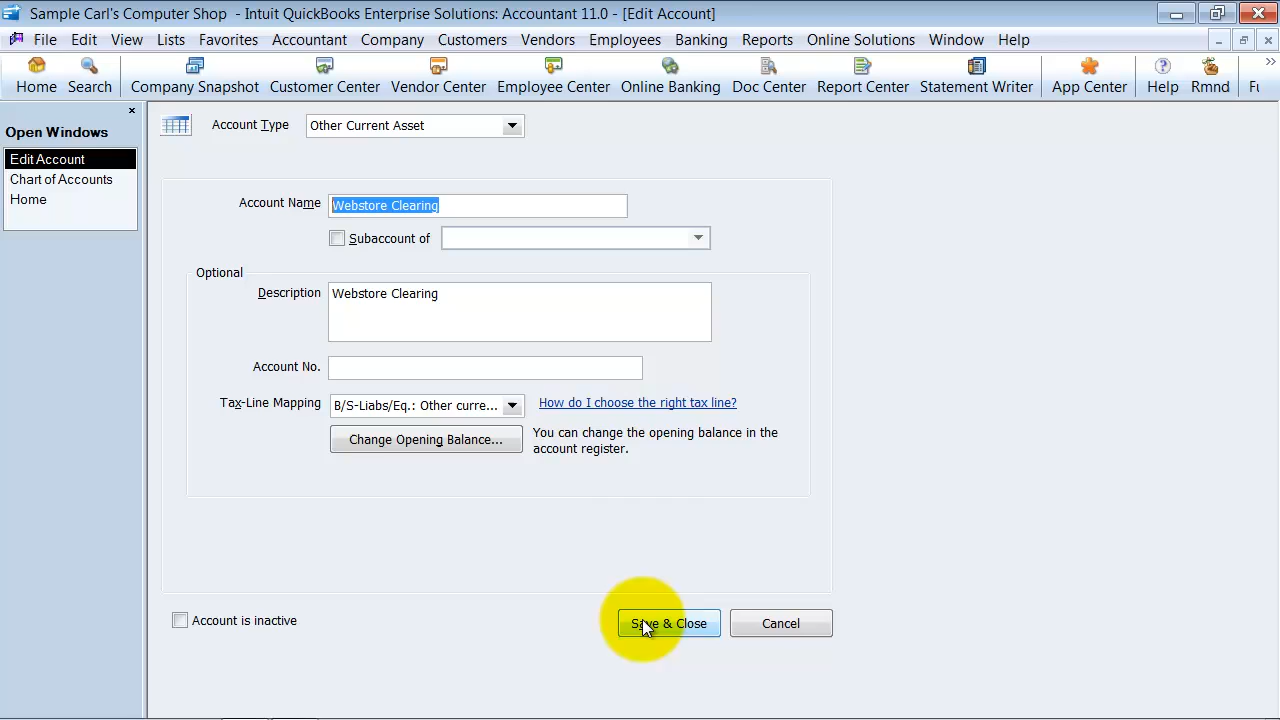 Sample Carl's Computer Shop - Intuit QuickBooks Enterprise Solutions: Accountant 11.0 - [Edit Account]
File Edit View Lists Favorites Accountant Company Customers Vendors Employees Banking Reports Online Solutions Window Help
Home Search Company Snapshot Customer Center Vendor Center Employee Center Online Banking Doc Center Report Center Statement Writer App Center Help Rmnd
Open Windows
Edit Account
Chart of Accounts
Home
Account Type Other Current Asset
Account Name Webstore Clearing
Subaccount of
Optional
Description Webstore Clearing
Account No.
Tax-Line Mapping B/S-Liabs/Eq.: Other curre... How do I choose the right tax line?
Change Opening Balance... You can change the opening balance in the
account register.
Account is inactive Save & Close Cancel